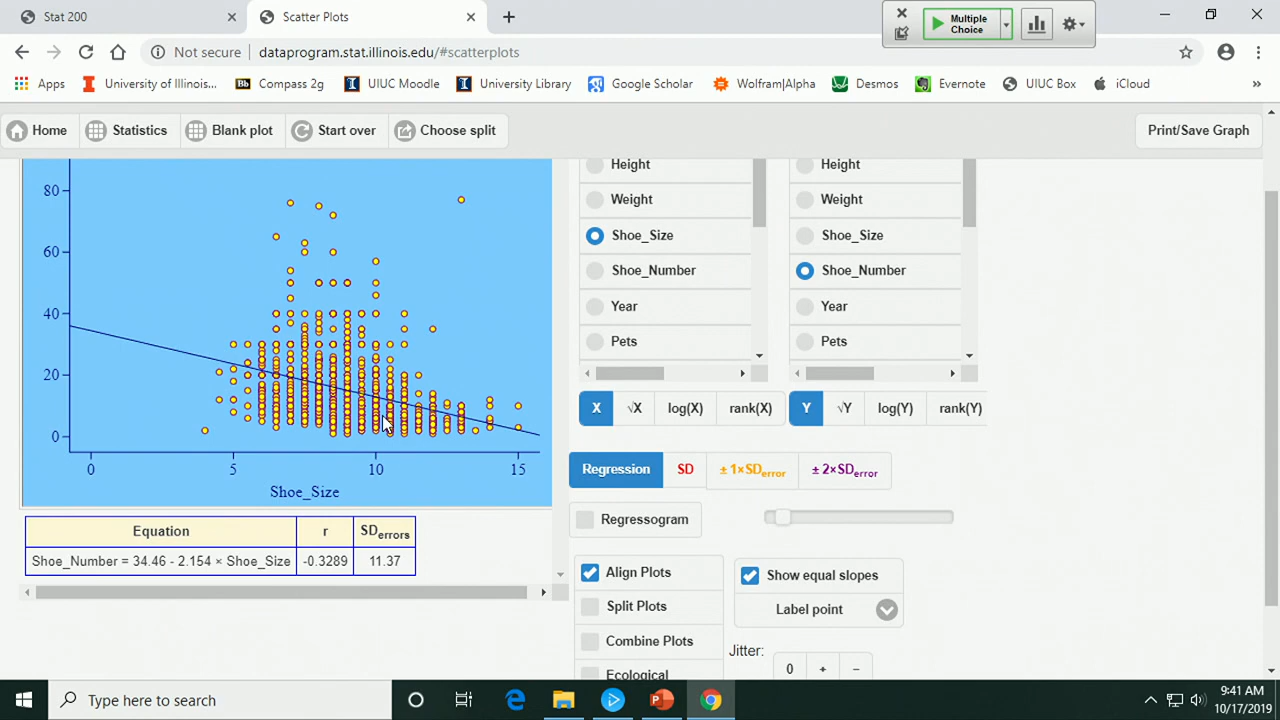 Stat 200
Scatter Plots
Multiple Choice
Not secure
dataprogram.stat.illinois.edu/#scatterplots
Apps
University of Illinois...
Compass 2g
UIUC Moodle
University Library
Google Scholar
Wolfram|Alpha
Desmos
Evernote
UIUC Box
iCloud
»
Home
Statistics
Blank plot
Start over
Choose split
Print/Save Graph
80
60
40
20
0
0
5
10
15
Shoe_Size
Equation
r
SDerrors
Shoe_Number = 34.46 - 2.154 × Shoe_Size
-0.3289
11.37
Height
Weight
Shoe_Size
Shoe_Number
Year
Pets
Height
Weight
Shoe_Size
Shoe_Number
Year
Pets
X
√X
log(X)
rank(X)
Y
√Y
log(Y)
rank(Y)
Regression
SD
± 1×SDerror
± 2×SDerror
Regressogram
Align Plots
Split Plots
Combine Plots
Ecological
Show equal slopes
Label point
Jitter:
0
+
−
Type here to search
9:41 AM
10/17/2019